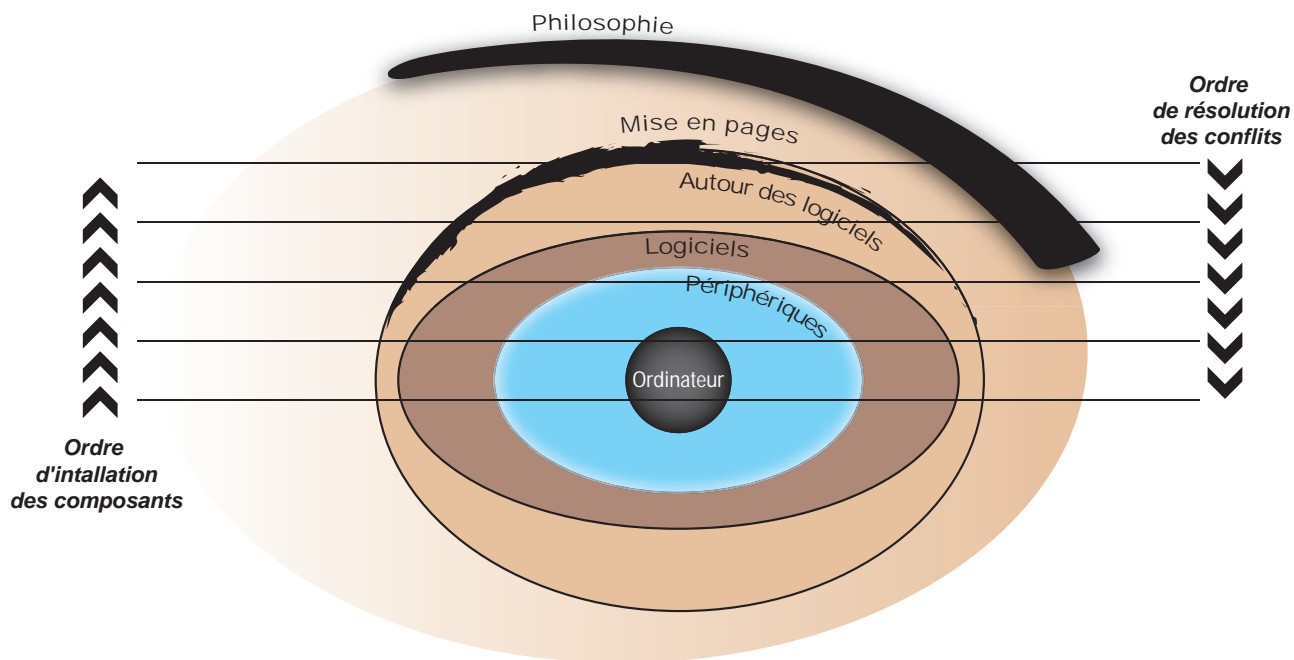 Philosophie
Ordre
de résolution
des conflits
Mise en pages
Autour des logiciels
Logiciels
Périphériques
Ordinateur
Ordre
d'intallation
des composants